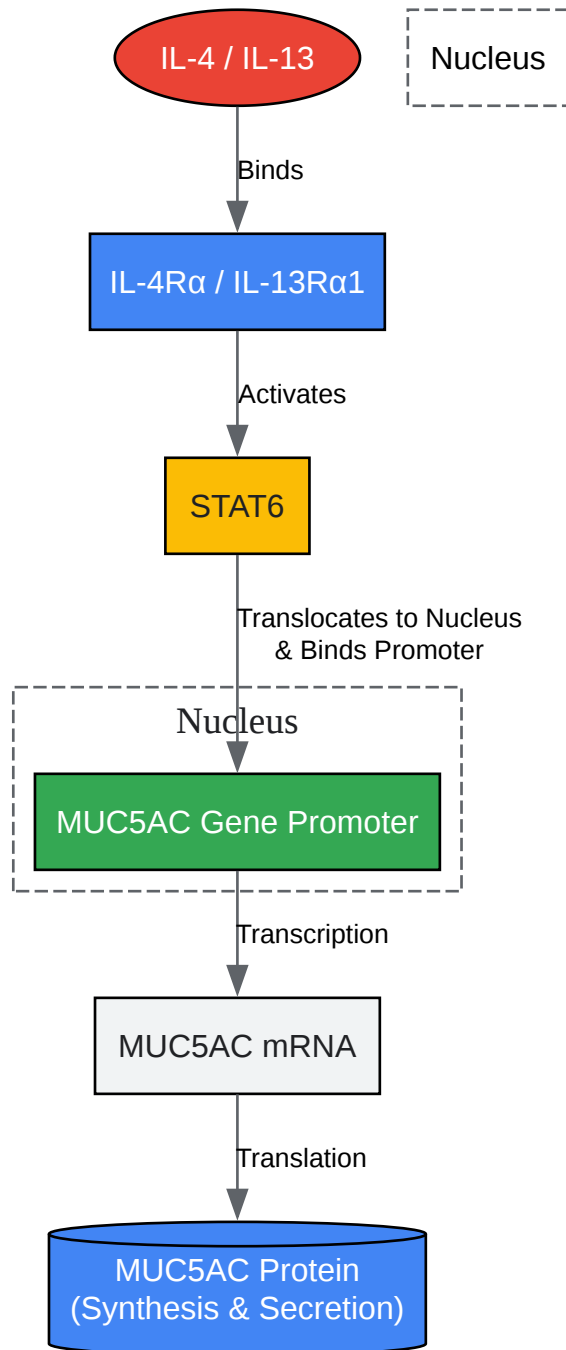 IL-4 / IL-13
Nucleus
Binds
IL-4Rα / IL-13Rα1
Activates
STAT6
Translocates to Nucleus
& Binds Promoter
Nucleus
MUC5AC Gene Promoter
Transcription
MUC5AC mRNA
Translation
MUC5AC Protein
(Synthesis & Secretion)